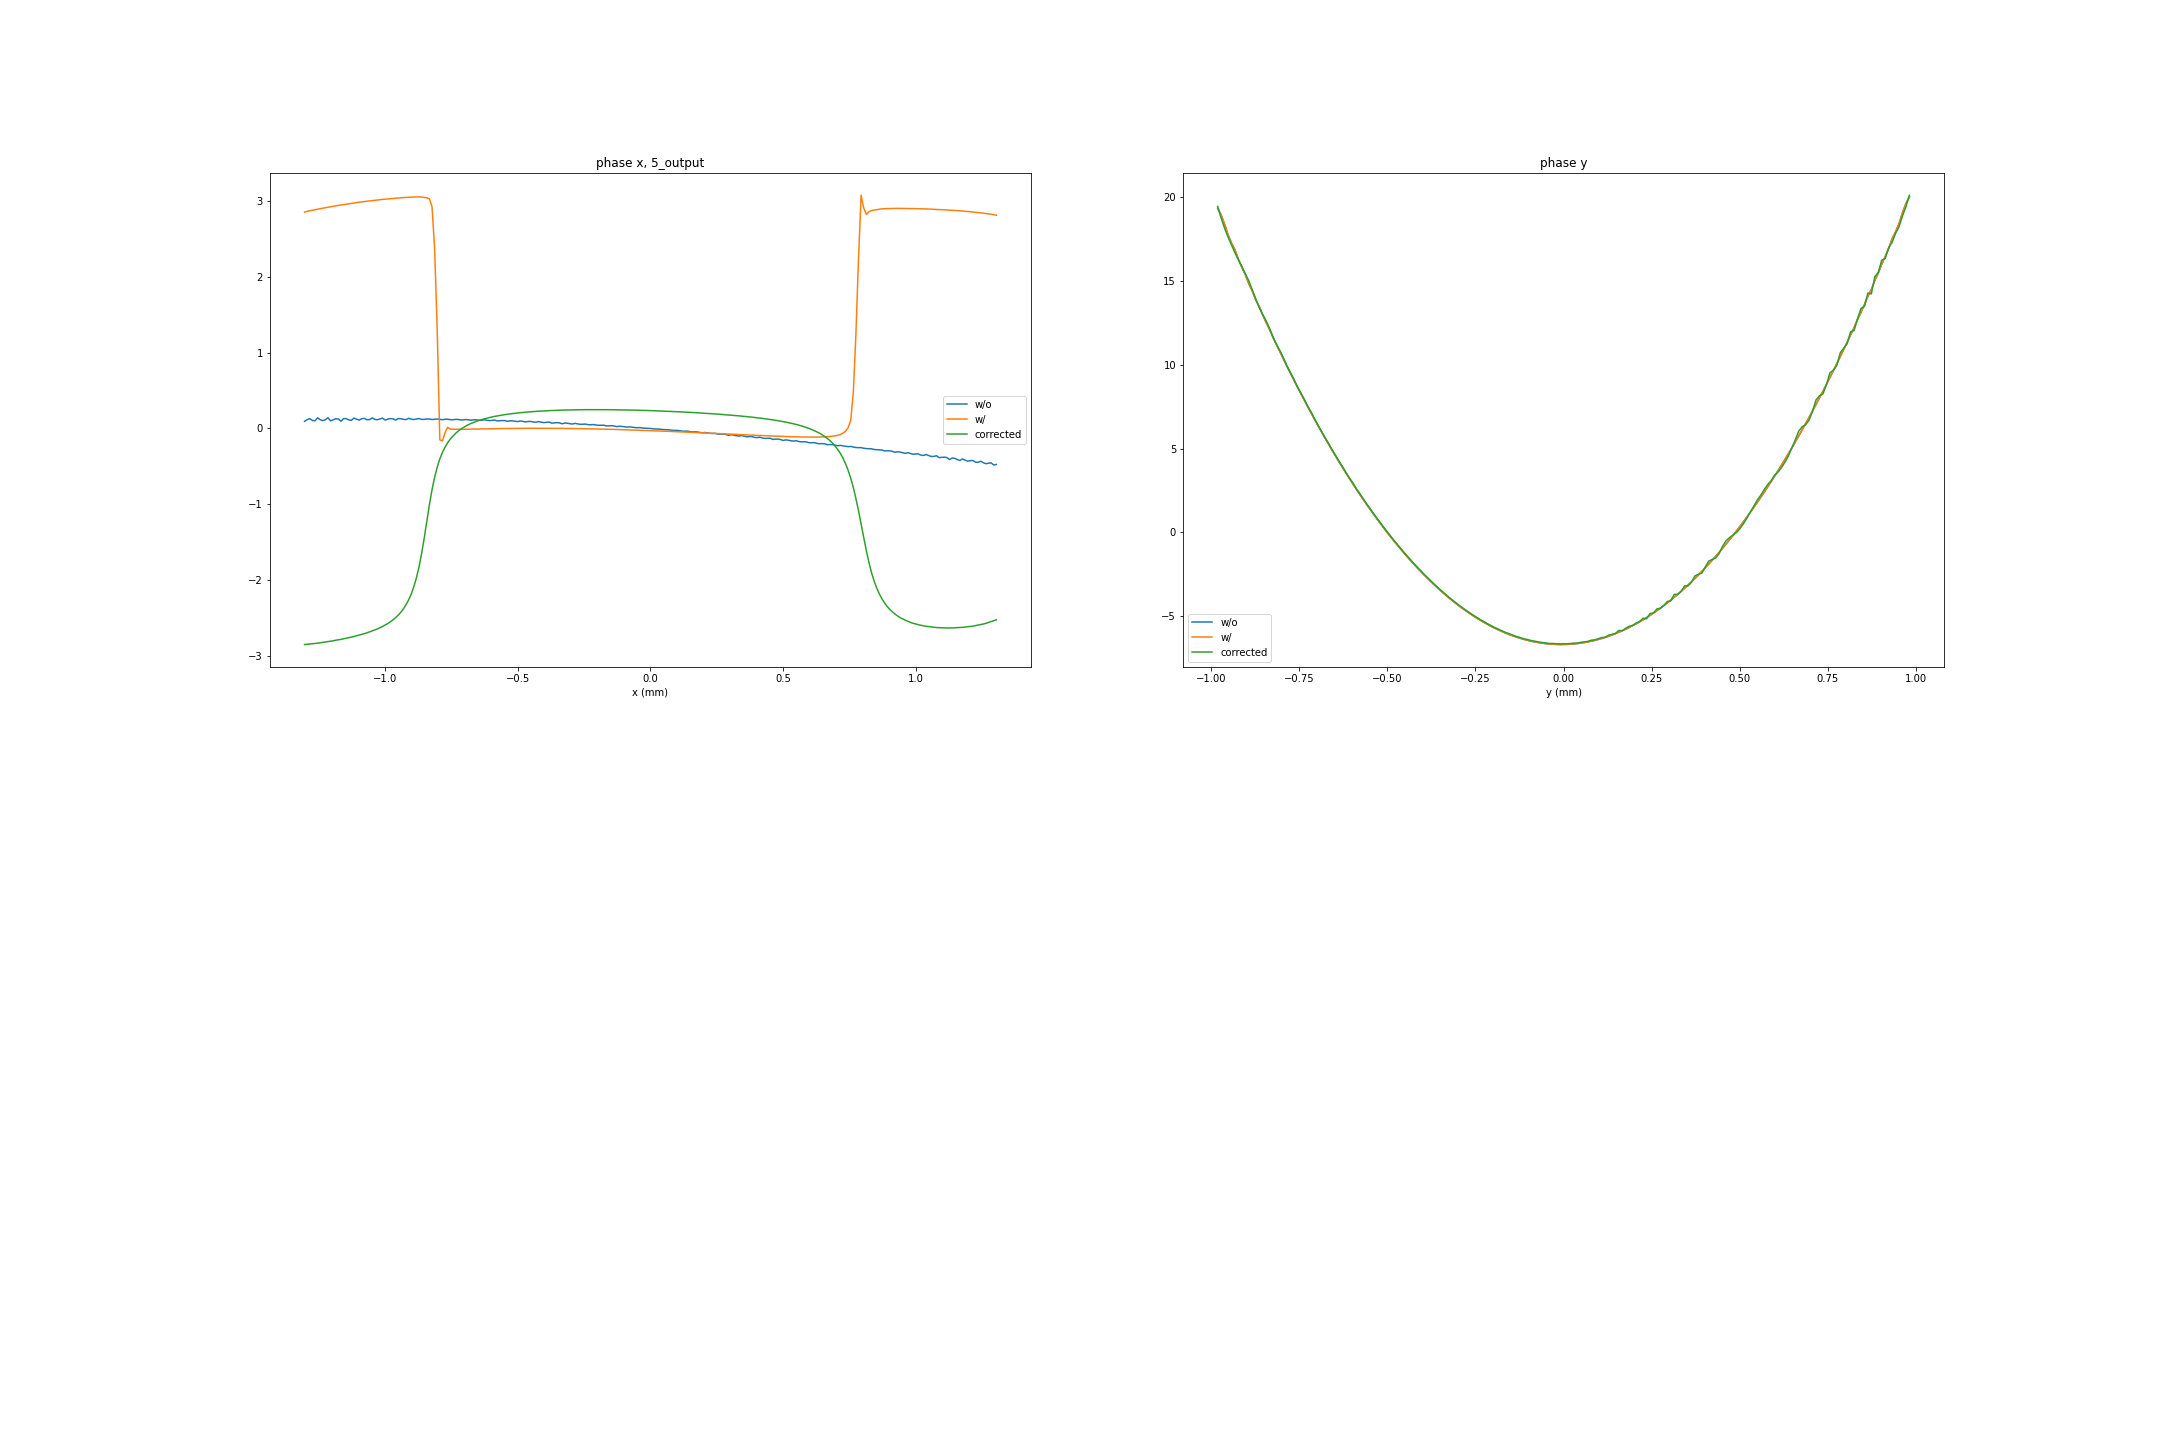 phase x, 5_output
3
2
1
0
−1
−2
−3
−1.0 −0.5 0.0 0.5 1.0
x (mm)
w/o
w/
corrected
phase y
20
15
10
5
0
−5
−1.00 −0.75 −0.50 −0.25 0.00 0.25 0.50 0.75 1.00
y (mm)
w/o
w/
corrected